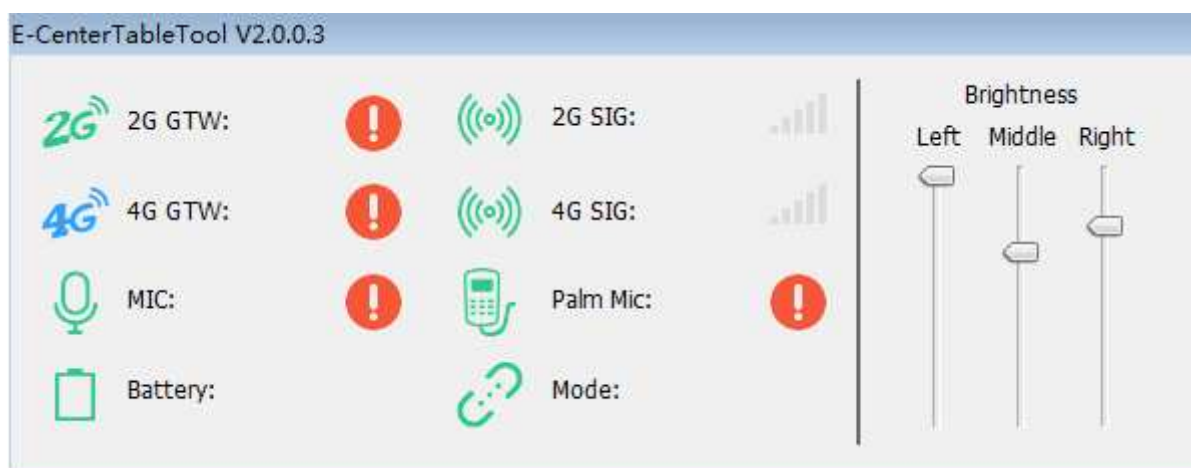 E-CenterTableTool V2.0.0.3
2G 2G GTW: 2G SIG:
4G 4G GTW: 4G SIG:
MIC: Palm Mic:
Battery: Mode:
Brightness
Left Middle Right